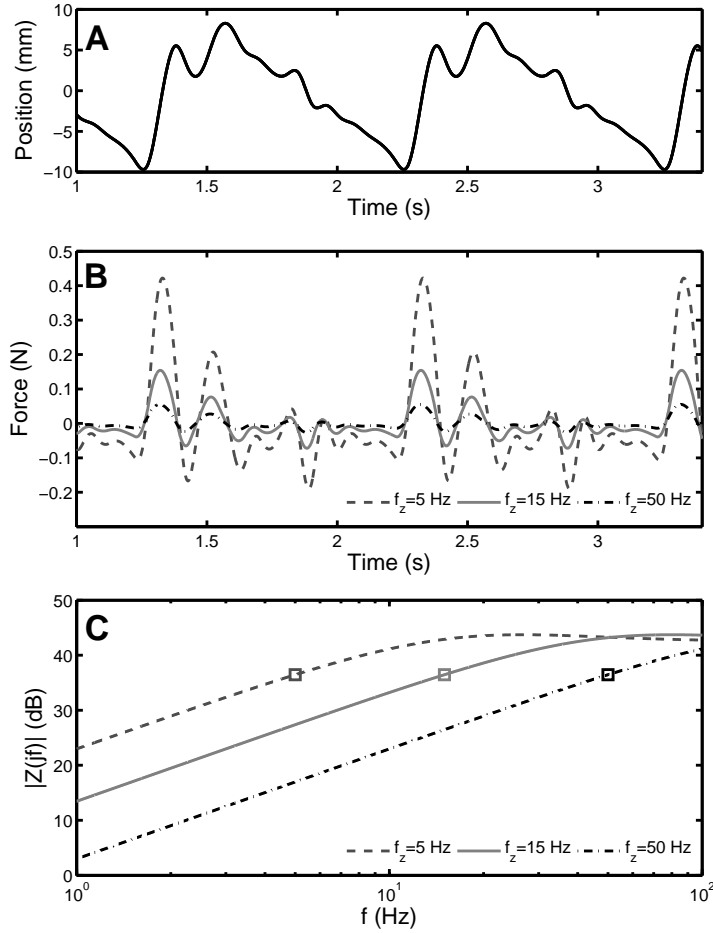 A
Position (mm)
10
5
0
−5
−10
1
1.5
2
2.5
3
Time (s)
B
Force (N)
0.5
0.4
0.3
0.2
0.1
0
−0.1
−0.2
f_z=5 Hz
f_z=15 Hz
f_z=50 Hz
1
1.5
2
2.5
3
Time (s)
C
|Z(jf)| (dB)
50
40
30
20
10
0
f_z=5 Hz
f_z=15 Hz
f_z=50 Hz
10^0
10^1
10^2
f (Hz)